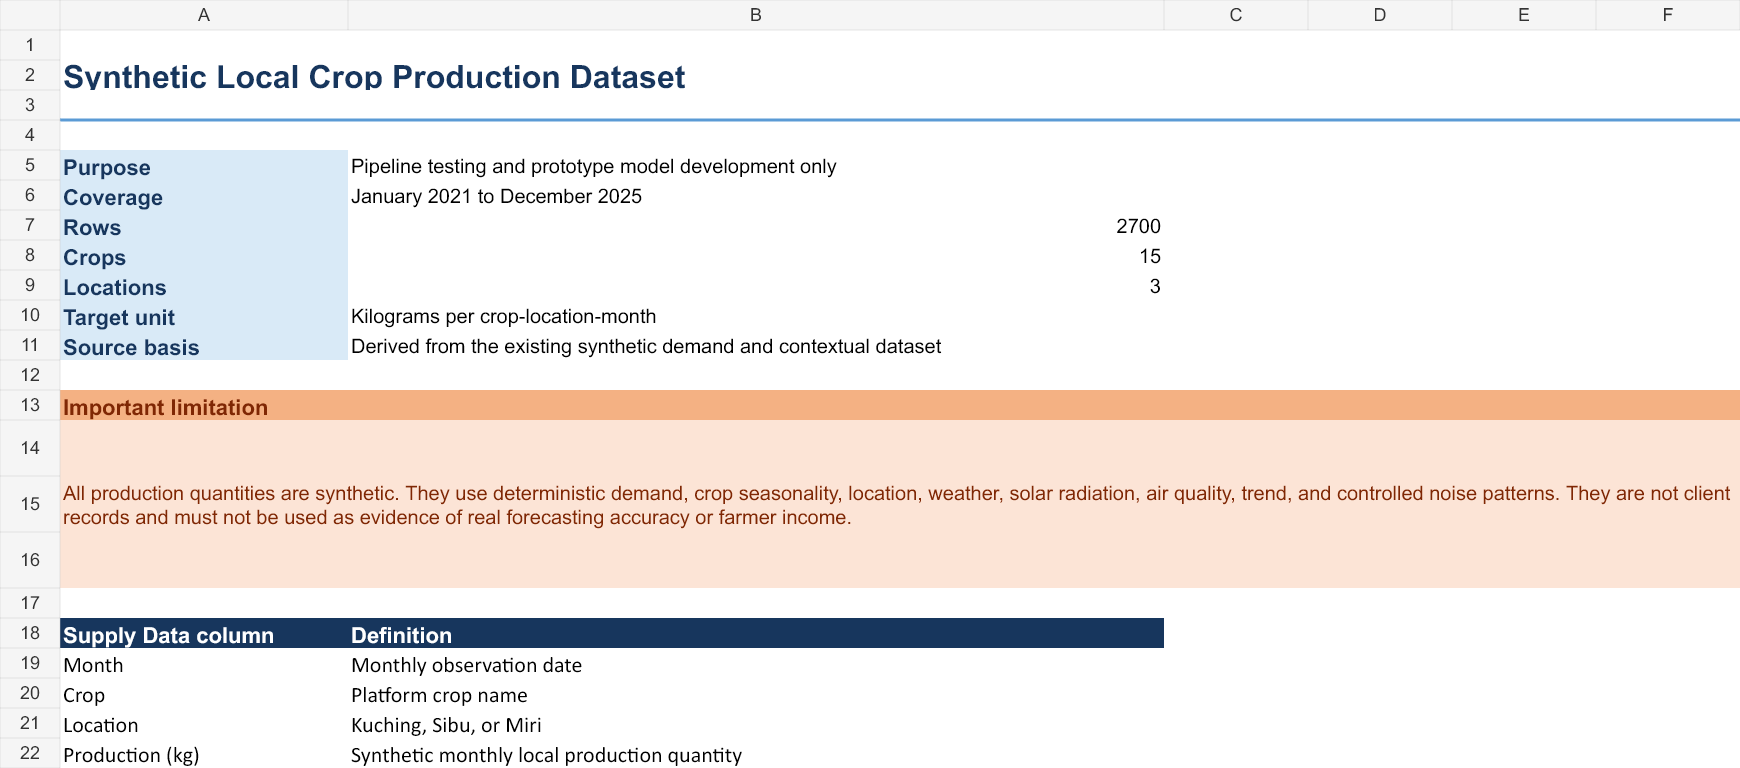 A B C D E F
1
2 Synthetic Local Crop Production Dataset
3
4
5 Purpose Pipeline testing and prototype model development only
6 Coverage January 2021 to December 2025
7 Rows 2700
8 Crops 15
9 Locations 3
10 Target unit Kilograms per crop-location-month
11 Source basis Derived from the existing synthetic demand and contextual dataset
12
13 Important limitation
14
15 All production quantities are synthetic. They use deterministic demand, crop seasonality, location, weather, solar radiation, air quality, trend, and controlled noise patterns. They are not client
records and must not be used as evidence of real forecasting accuracy or farmer income.
16
17
18 Supply Data column Definition
19 Month Monthly observation date
20 Crop Platform crop name
21 Location Kuching, Sibu, or Miri
22 Production (kg) Synthetic monthly local production quantity